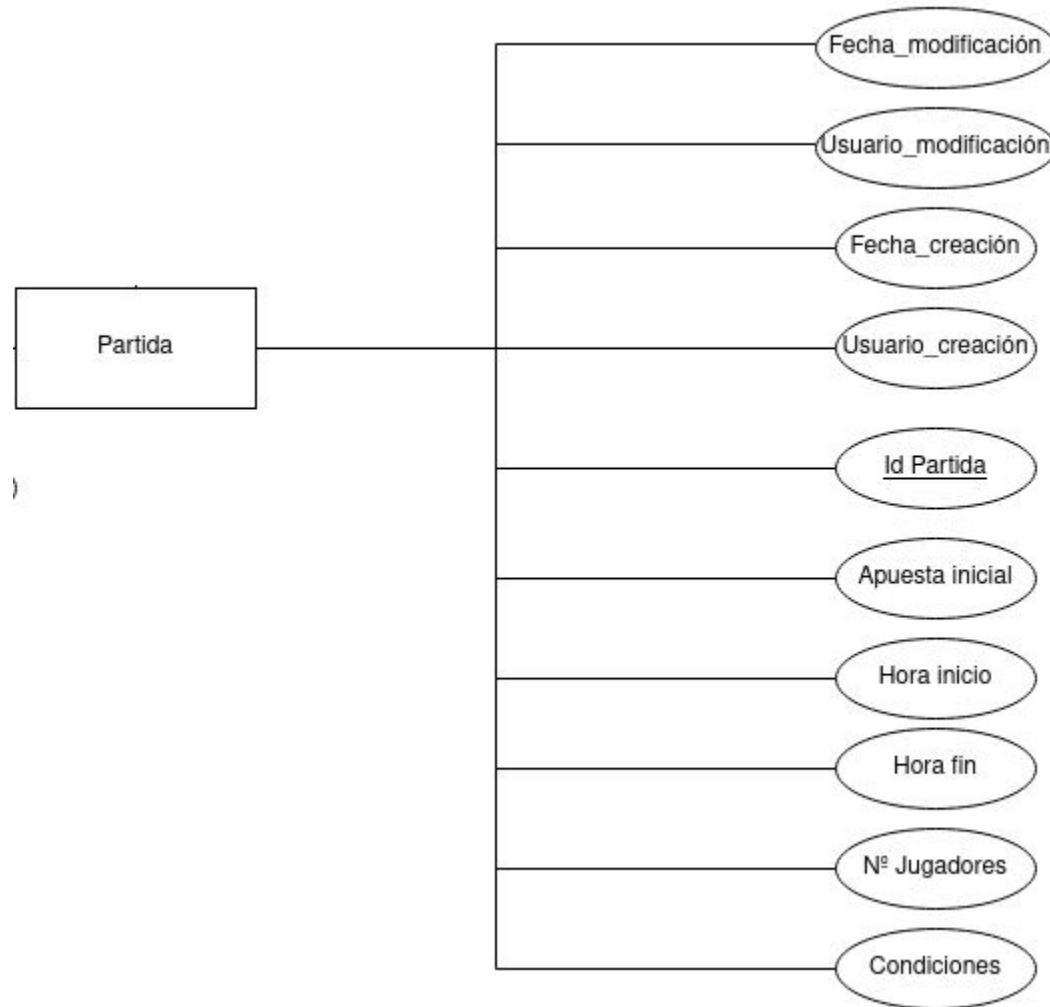 Fecha_modificación
Usuario_modificación
Fecha_creación
Partida
Usuario_creación
Id Partida
Apuesta inicial
Hora inicio
Hora fin
Nº Jugadores
Condiciones